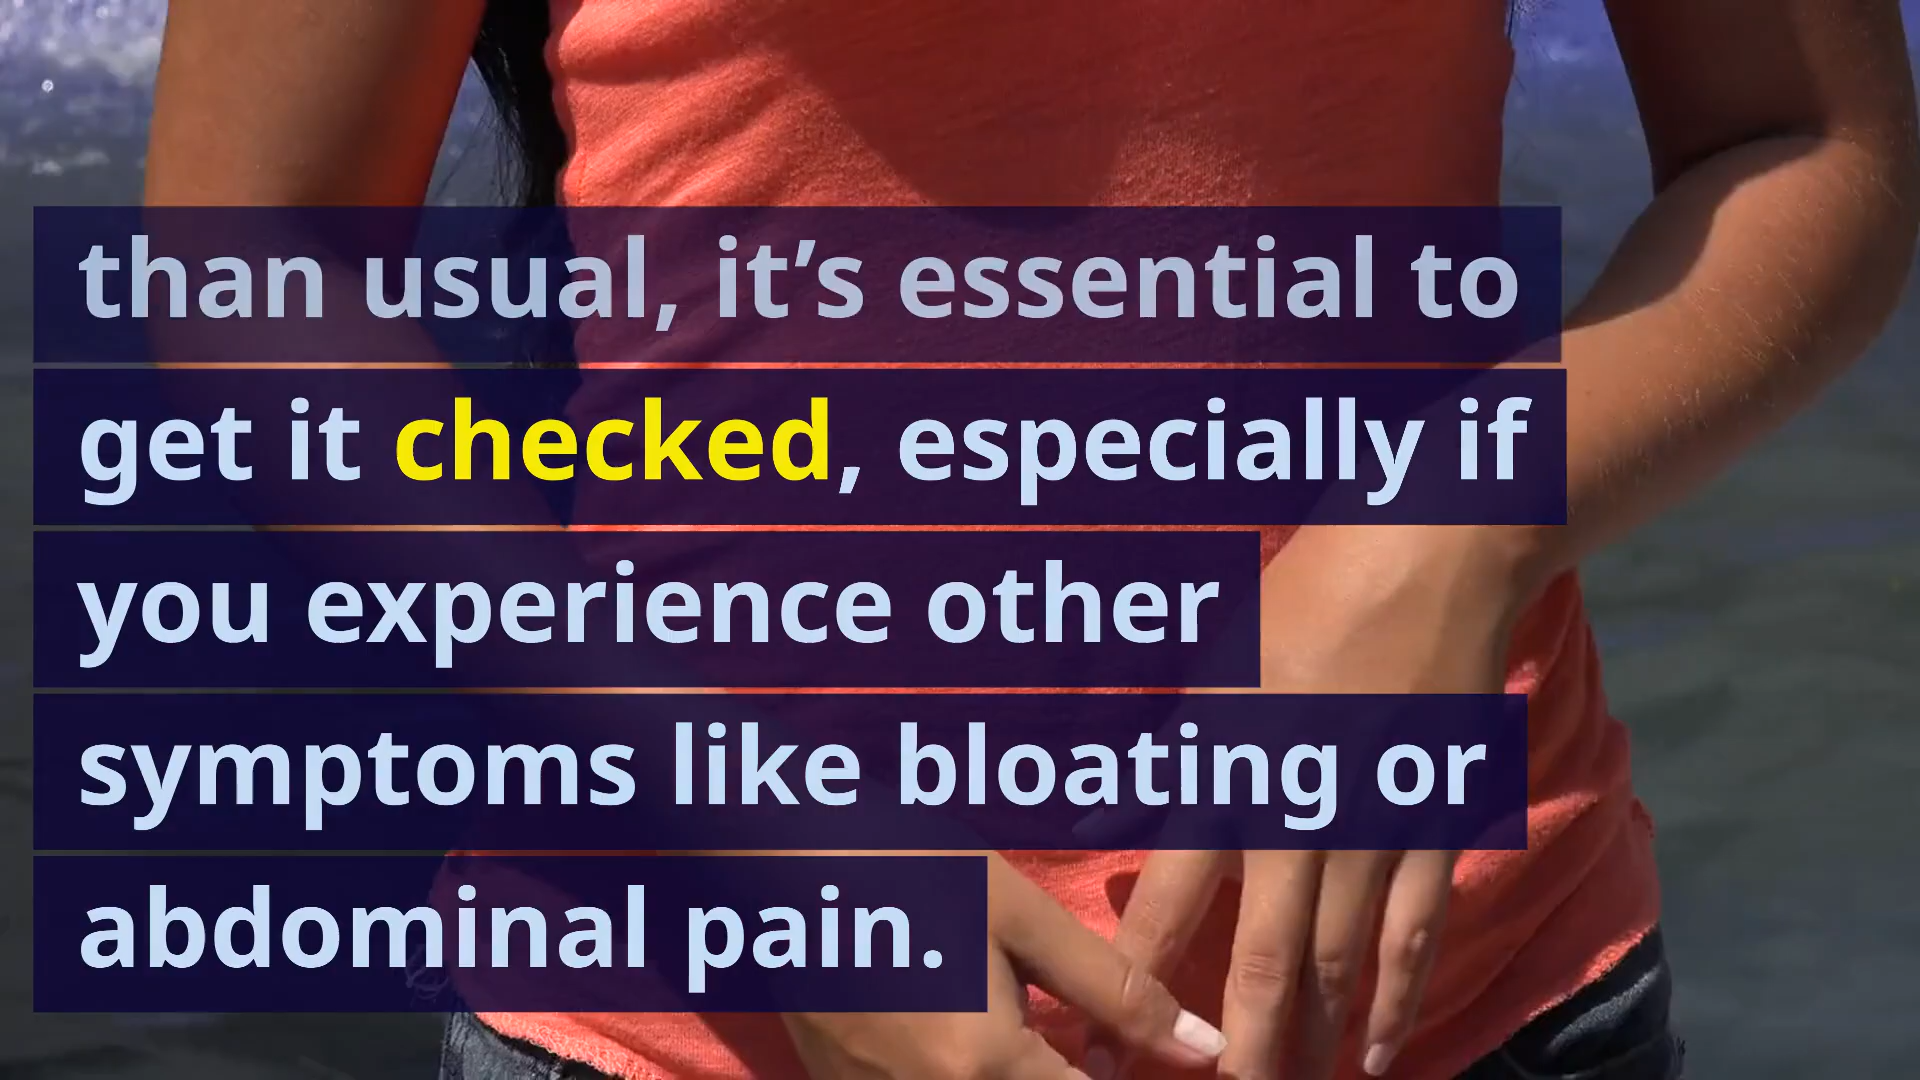 than usual, it’s essential to
get it checked, especially if
you experience other
symptoms like bloating or
abdominal pain.